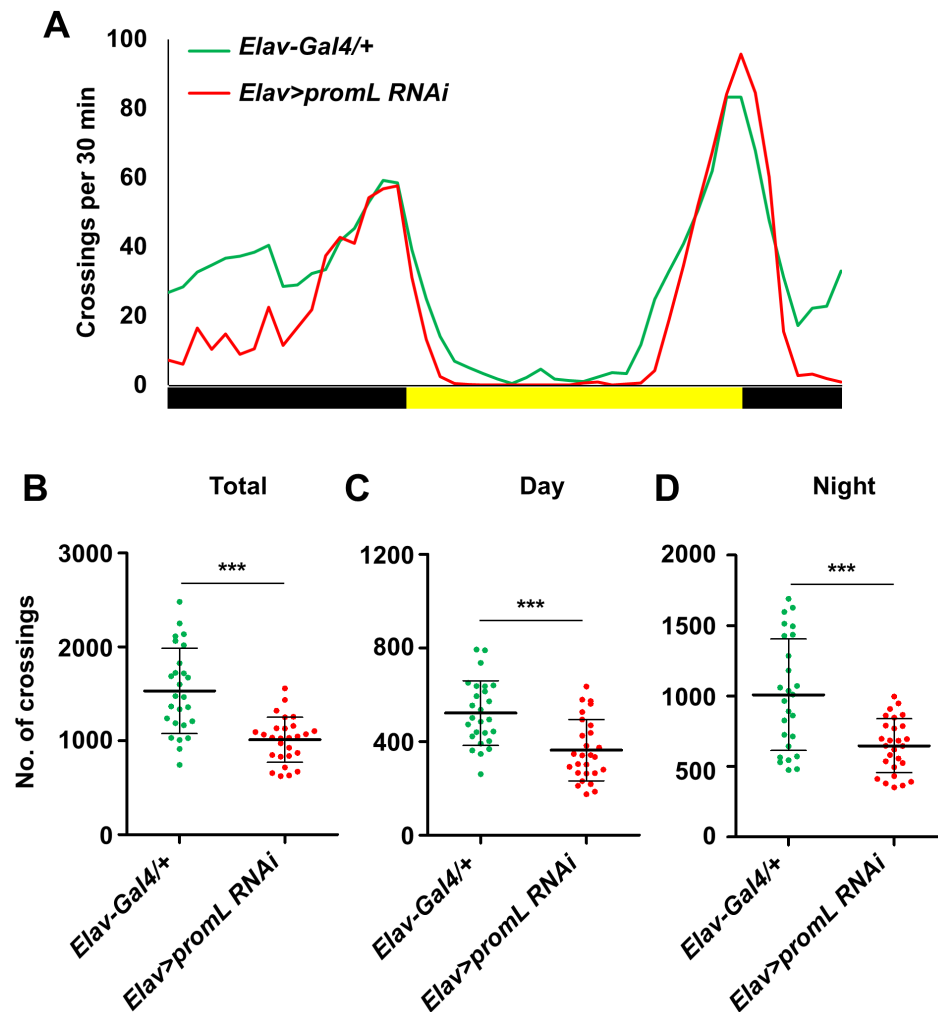 A
Crossings per 30 min
100
80
60
40
20
0
Elav-Gal4/+
Elav>promL RNAi
B
Total
No. of crossings
3000
2000
1000
0
***
Elav-Gal4/+
Elav>promL RNAi
C
Day
1200
800
400
0
***
Elav-Gal4/+
Elav>promL RNAi
D
Night
2000
1500
1000
500
0
***
Elav-Gal4/+
Elav>promL RNAi